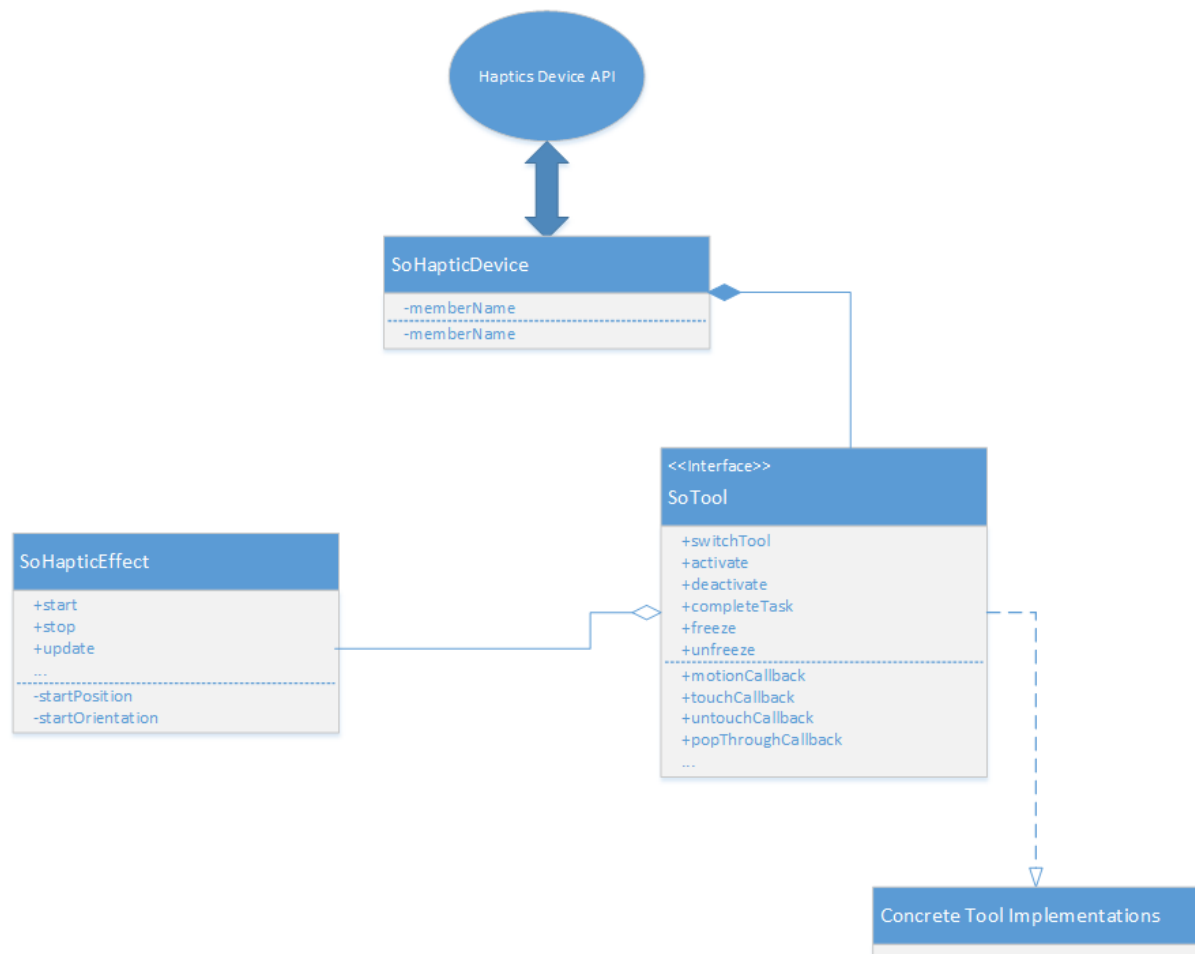 Haptics Device API
SoHapticDevice
-memberName
-memberName
<<Interface>>
SoTool
+switchTool
+activate
+deactivate
+completeTask
+freeze
+unfreeze
+motionCallback
+touchCallback
+untouchCallback
+popThroughCallback
...
SoHapticEffect
+start
+stop
+update
...
-startPosition
-startOrientation
Concrete Tool Implementations